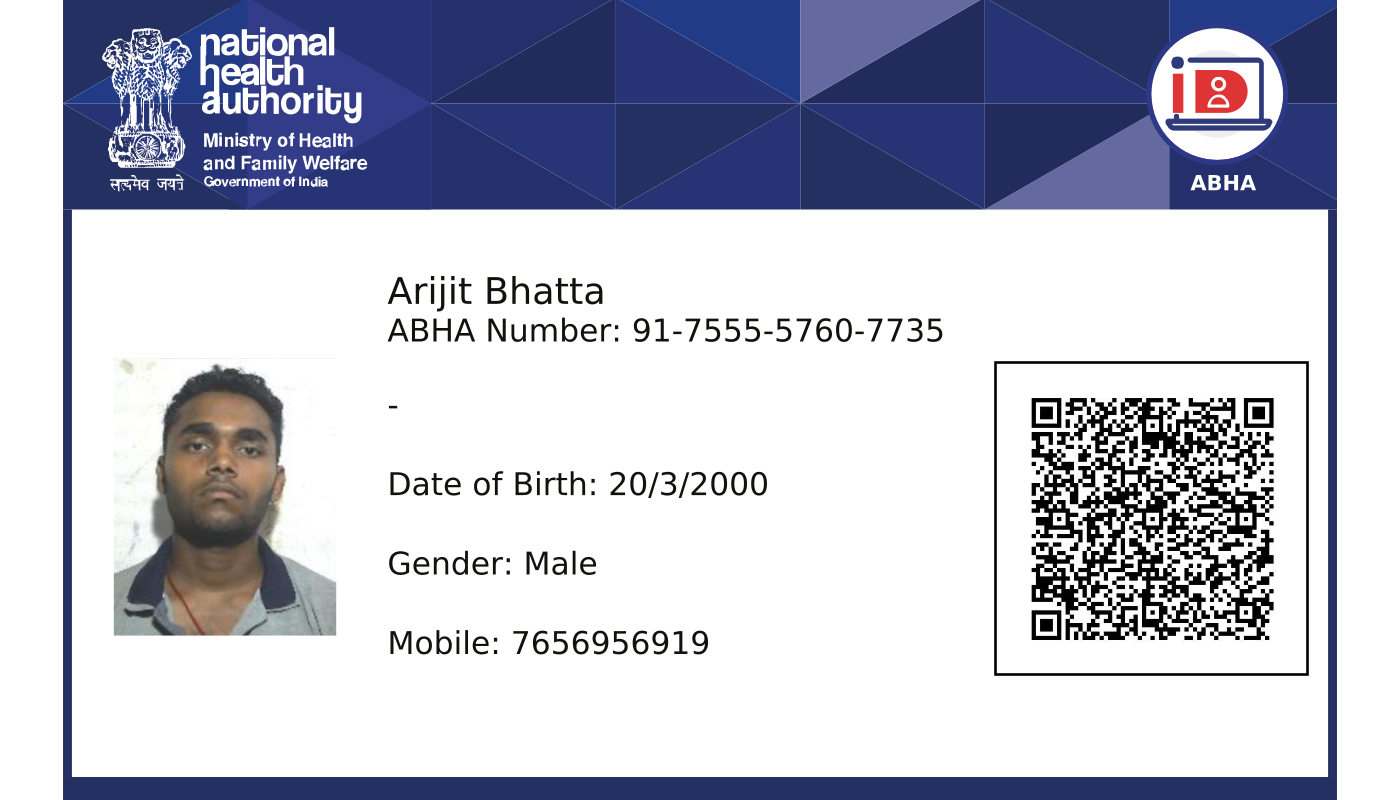 national
health
authority
Ministry of Health
and Family Welfare
Government of India
सत्यमेव जयते
ABHA
Arijit Bhatta
ABHA Number: 91-7555-5760-7735
-
Date of Birth: 20/3/2000
Gender: Male
Mobile: 7656956919